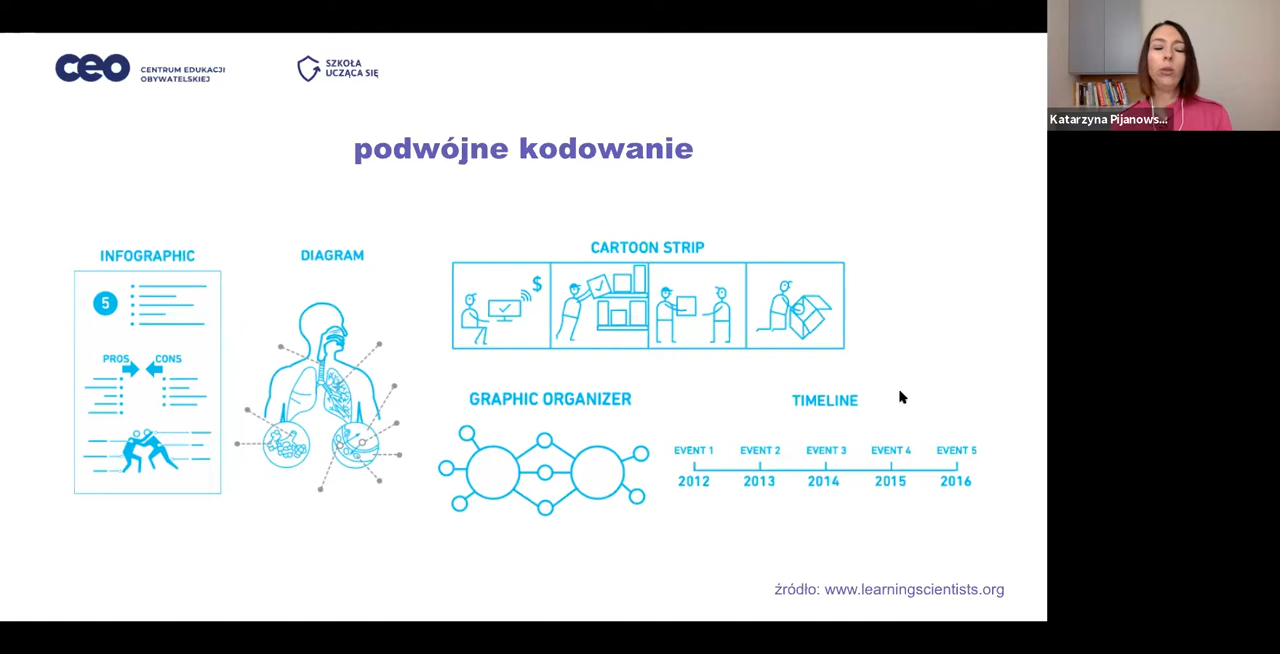 ceo
CENTRUM EDUKACJI
OBYWATELSKIEJ
SZKOŁA
UCZĄCA SIĘ
Katarzyna Pijanows...
podwójne kodowanie
INFOGRAPHIC
5
PROS
CONS
DIAGRAM
CARTOON STRIP
$
GRAPHIC ORGANIZER
TIMELINE
EVENT 1 EVENT 2 EVENT 3 EVENT 4 EVENT 5
2012 2013 2014 2015 2016
źródło: www.learningscientists.org